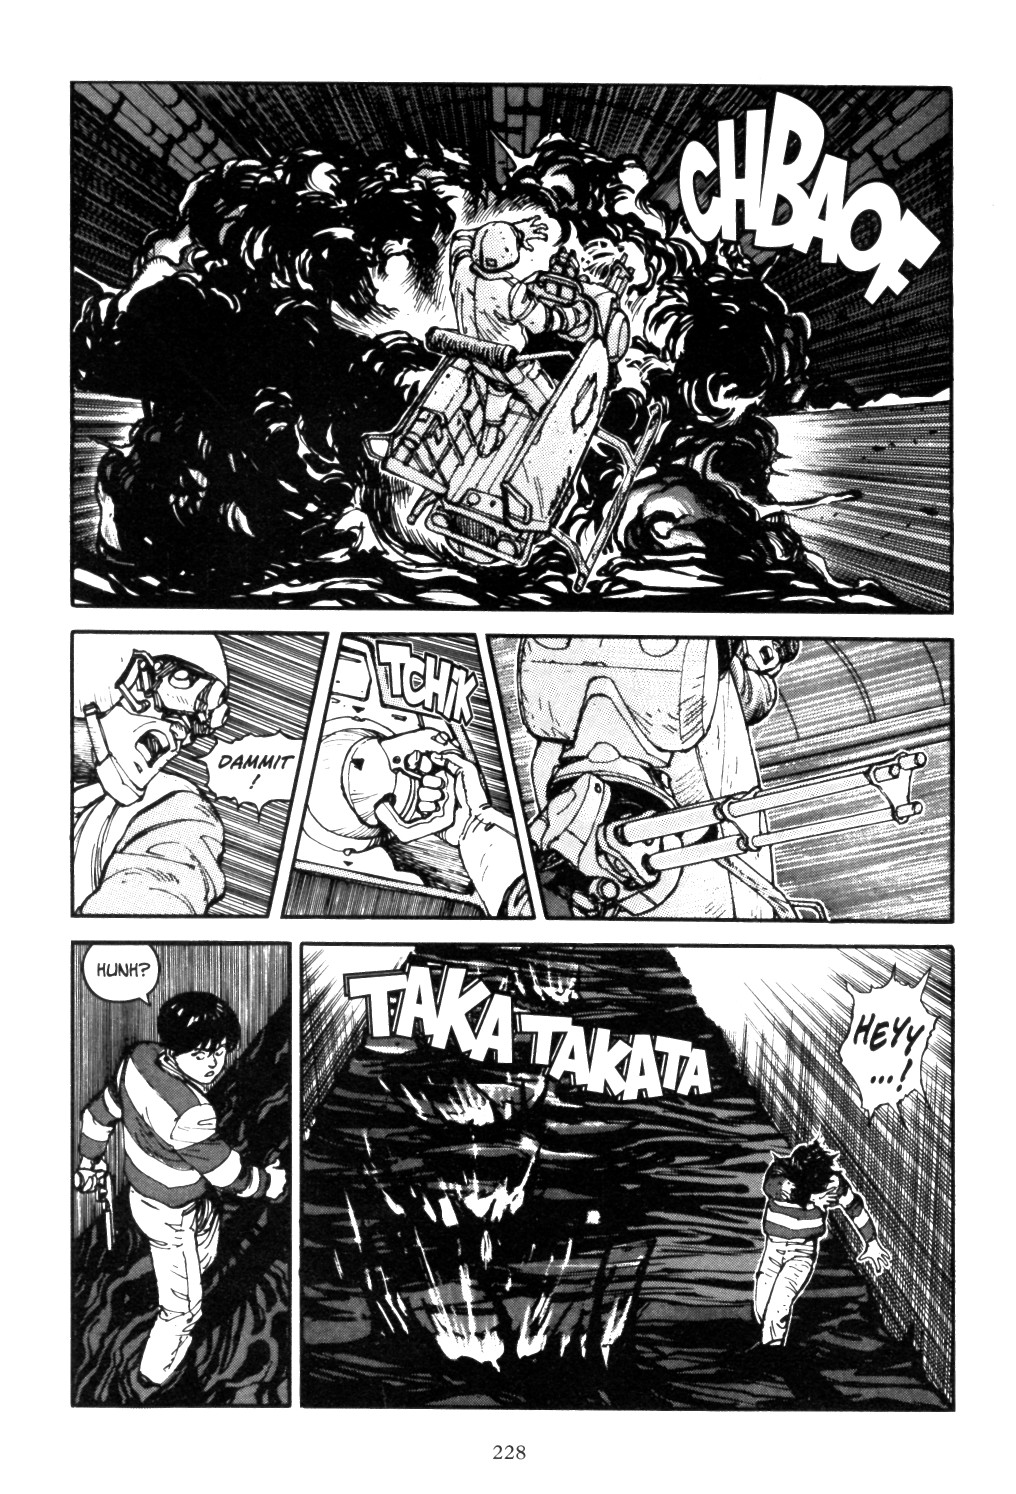 CHBAOF
DAMMIT
!
TCHIK
HUNH?
TAKA TAKATA
HEYY
...!
228